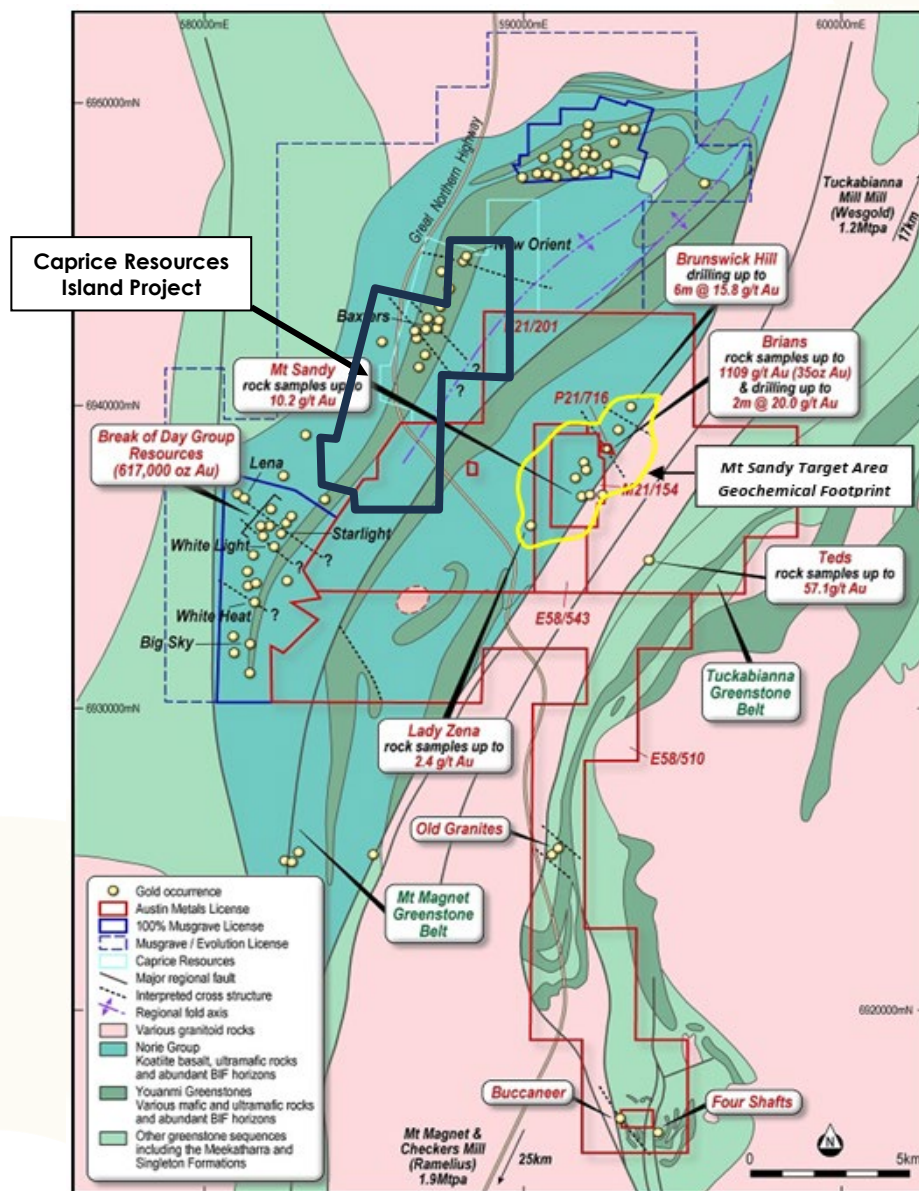 580000mE
590000mE
600000mE
6950000mN
Great Northern Highway
Tuckabianna
Mill Mill
(Wesgold)
1.2Mtpa
17km
Caprice Resources
Island Project
New Orient
Brunswick Hill
drilling up to
6m @ 15.8 g/t Au
Baxters
E21/201
Mt Sandy
rock samples up to
10.2 g/t Au
Brians
rock samples up to
1109 g/t Au (35oz Au)
& drilling up to
2m @ 20.0 g/t Au
?
?
6940000mN
P21/716
Break of Day Group
Resources
(617,000 oz Au)
Lena
Mt Sandy Target Area
Geochemical Footprint
M21/154
Starlight
White Light
?
?
Teds
rock samples up to
57.1g/t Au
White Heat
?
E58/543
Big Sky
Tuckabianna
Greenstone
Belt
6930000mN
Lady Zena
rock samples up to
2.4 g/t Au
E58/510
Old Granites
Mt Magnet
Greenstone
Belt
Gold occurrence
Austin Metals License
100% Musgrave License
Musgrave / Evolution License
Caprice Resources
Major regional fault
Interpreted cross structure
Regional fold axis
Various granitoid rocks
Norie Group
Koatiite basalt, ultramafic rocks
and abundant BIF horizons
Youanmi Greenstones
Various mafic and ultramafic rocks
and abundant BIF horizons
Other greenstone sequences
including the Meekatharra and
Singleton Formations
6920000mN
Buccaneer
Four Shafts
Mt Magnet &
Checkers Mill
(Ramelius)
1.9Mtpa
25km
N
0
5km